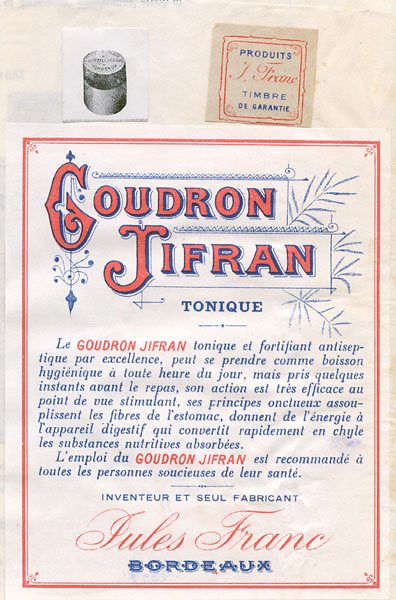 PRODUITS
J. Franc
TIMBRE
DE GARANTIE
BORDEAUX
GOUDRON
JIFRAN
TONIQUE
Le GOUDRON JIFRAN tonique et fortifiant antisep-
tique par excellence, peut se prendre comme boisson
hygiénique à toute heure du jour, mais pris quelques
instants avant le repas, son action est très efficace au
point de vue stimulant, ses principes onctueux assou-
plissent les fibres de l'estomac, donnent de l'énergie à
l'appareil digestif qui convertit rapidement en chyle
les substances nutritives absorbées.
L'emploi du GOUDRON JIFRAN est recommandé à
toutes les personnes soucieuses de leur santé.
INVENTEUR ET SEUL FABRICANT
Jules Franc
BORDEAUX